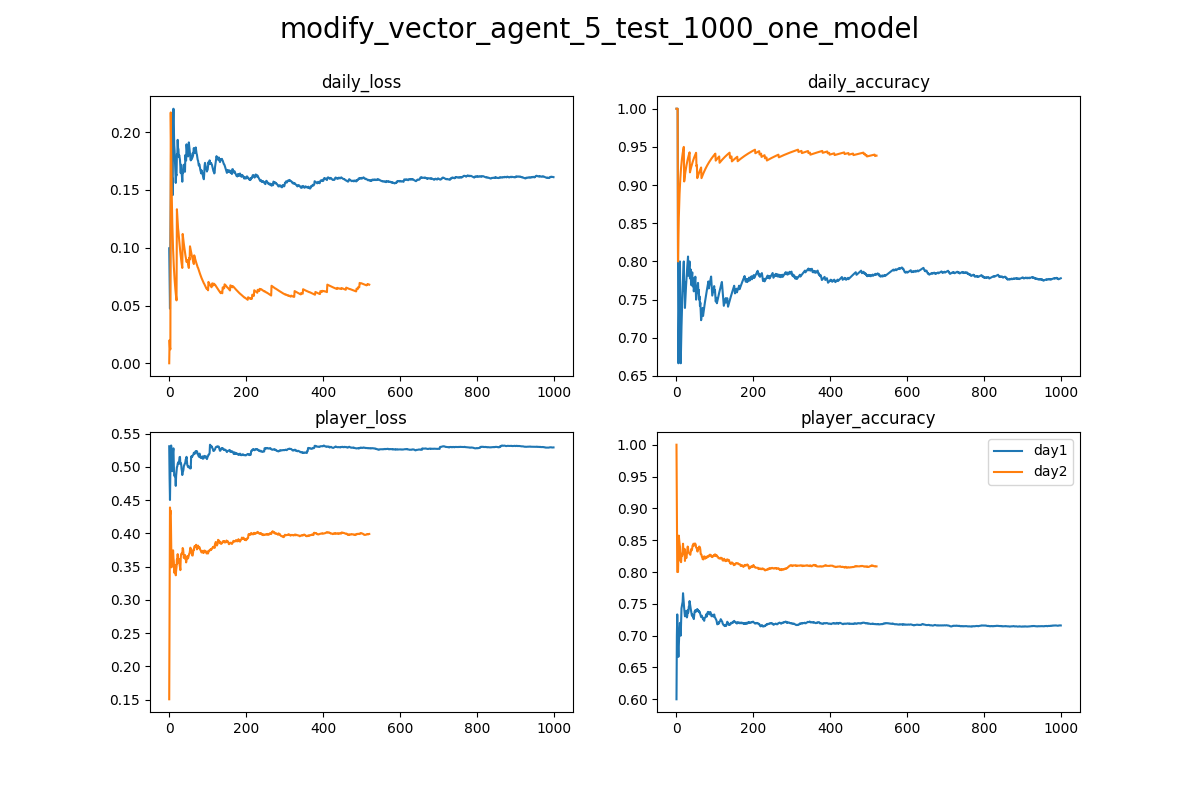 modify_vector_agent_5_test_1000_one_model
daily_loss
0.20
0.15
0.10
0.05
0.00
0 200 400 600 800 1000
daily_accuracy
1.00
0.95
0.90
0.85
0.80
0.75
0.70
0.65
0 200 400 600 800 1000
player_loss
0.55
0.50
0.45
0.40
0.35
0.30
0.25
0.20
0.15
0 200 400 600 800 1000
player_accuracy
1.00
0.95
0.90
0.85
0.80
0.75
0.70
0.65
0.60
0 200 400 600 800 1000
day1
day2